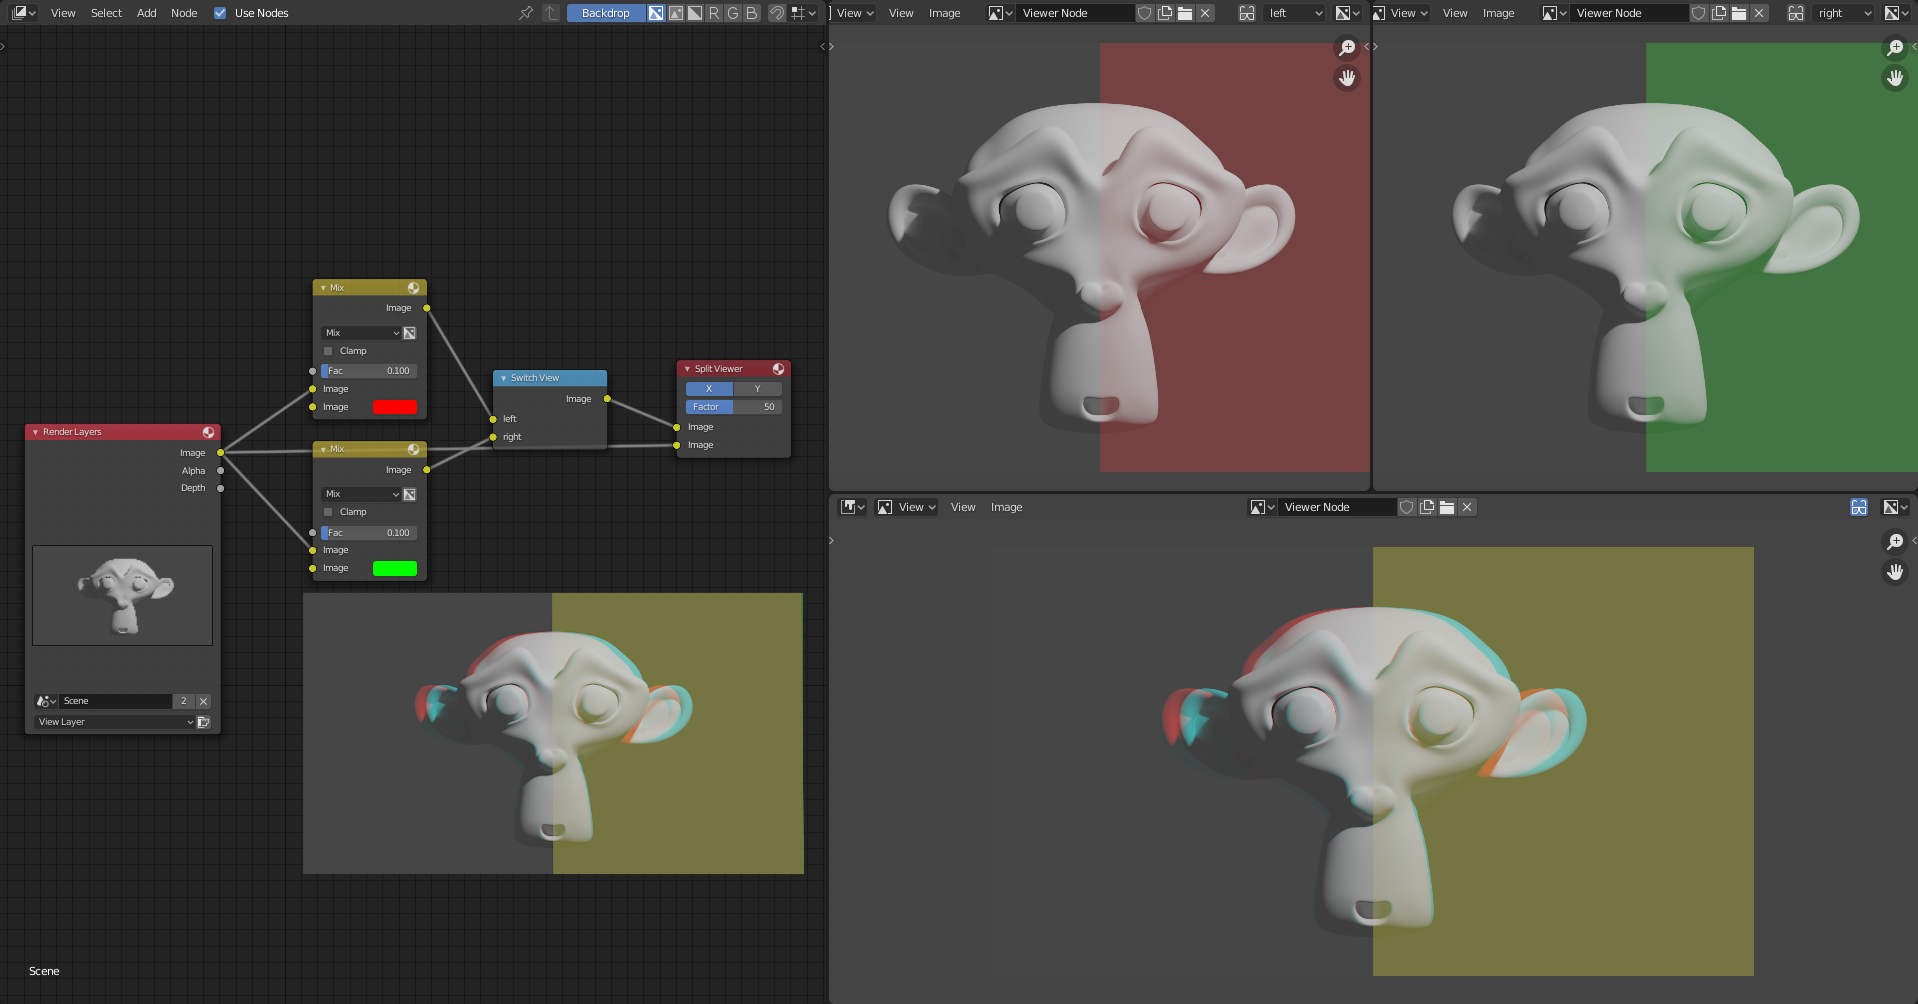 View Select Add Node Use Nodes Backdrop R G B
View View Image Viewer Node left
View View Image Viewer Node right
Mix
Image
Mix
Clamp
Fac 0.100
Image
Image
Switch View
Image
left
right
Split Viewer
X Y
Factor 50
Image
Image
Render Layers
Image
Alpha
Depth
Scene 2
View Layer
Mix
Image
Mix
Clamp
Fac 0.100
Image
Image
View View Image Viewer Node
Scene